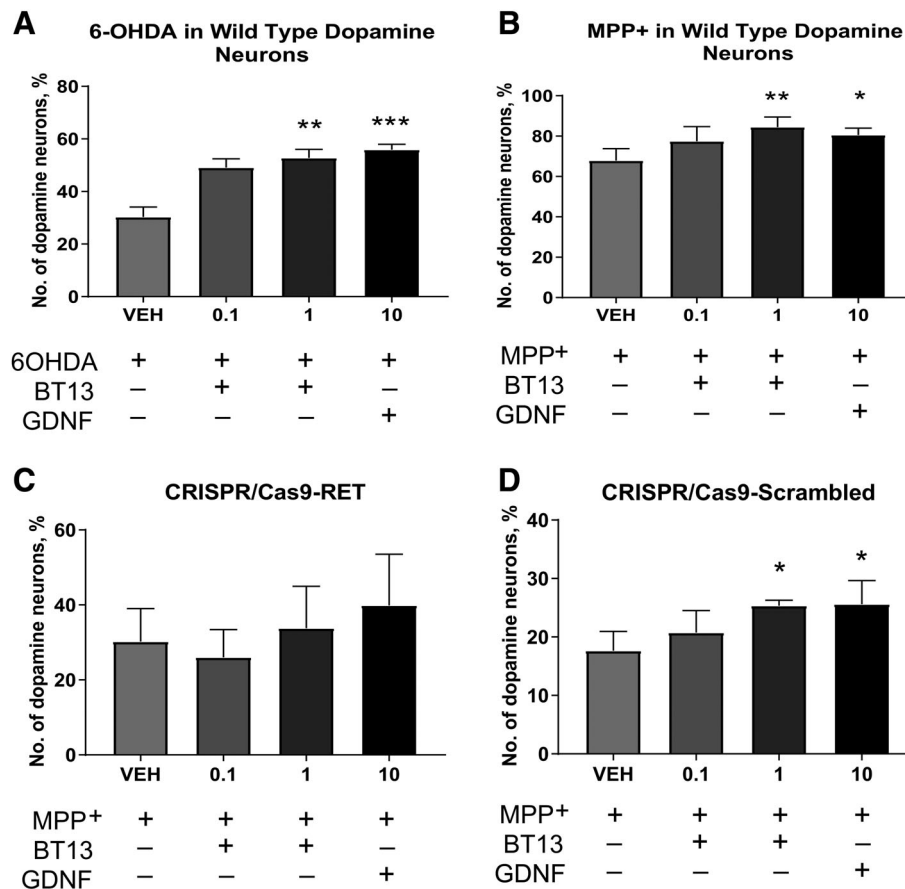 A
6-OHDA in Wild Type Dopamine
Neurons
No. of dopamine neurons, %
80
60
40
20
0
** ***
VEH 0.1 1 10
6OHDA + + + +
BT13 – + + –
GDNF – – – +
B
MPP+ in Wild Type Dopamine
Neurons
No. of dopamine neurons, %
100
80
60
40
20
0
** *
VEH 0.1 1 10
MPP+ + + + +
BT13 – + + –
GDNF – – – +
C
CRISPR/Cas9-RET
No. of dopamine neurons, %
60
40
20
0
VEH 0.1 1 10
MPP+ + + + +
BT13 – + + –
GDNF – – – +
D
CRISPR/Cas9-Scrambled
No. of dopamine neurons, %
40
30
20
10
0
* *
VEH 0.1 1 10
MPP+ + + + +
BT13 – + + –
GDNF – – – +